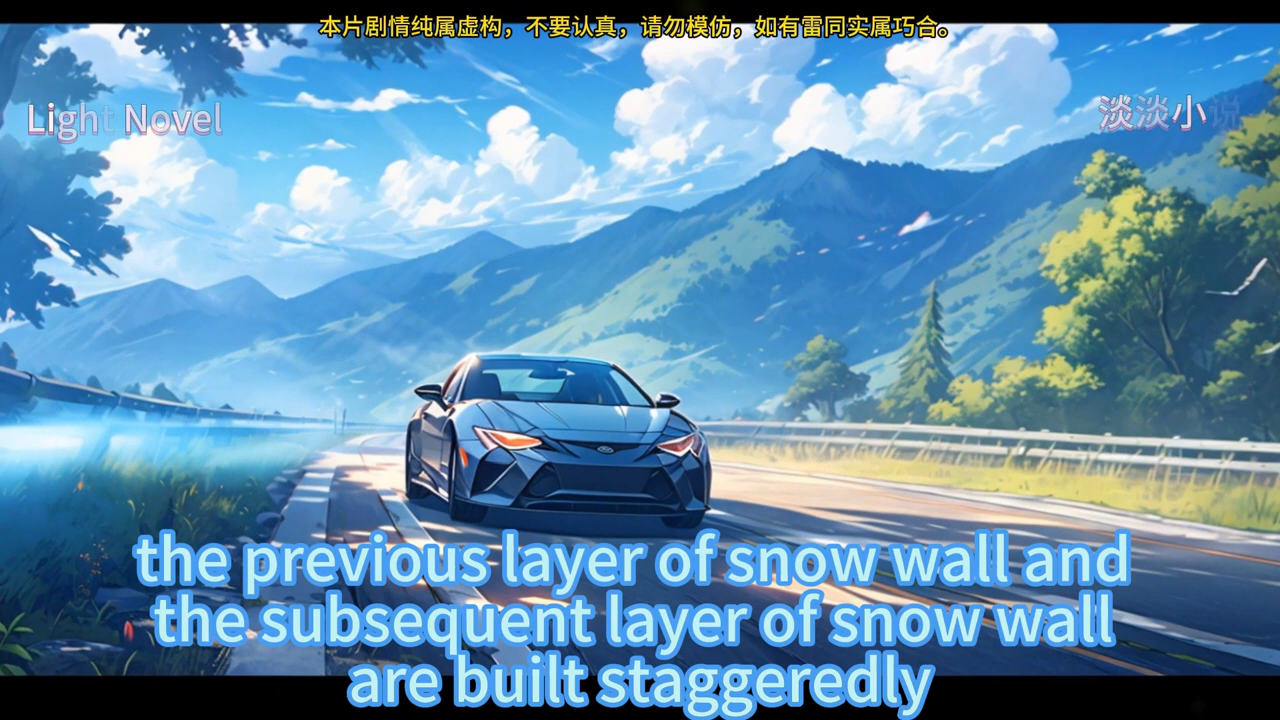 本片剧情纯属虚构，不要认真，请勿模仿，如有雷同实属巧合。
Light Novel
淡淡小说
the previous layer of snow wall and
the subsequent layer of snow wall
are built staggeredly